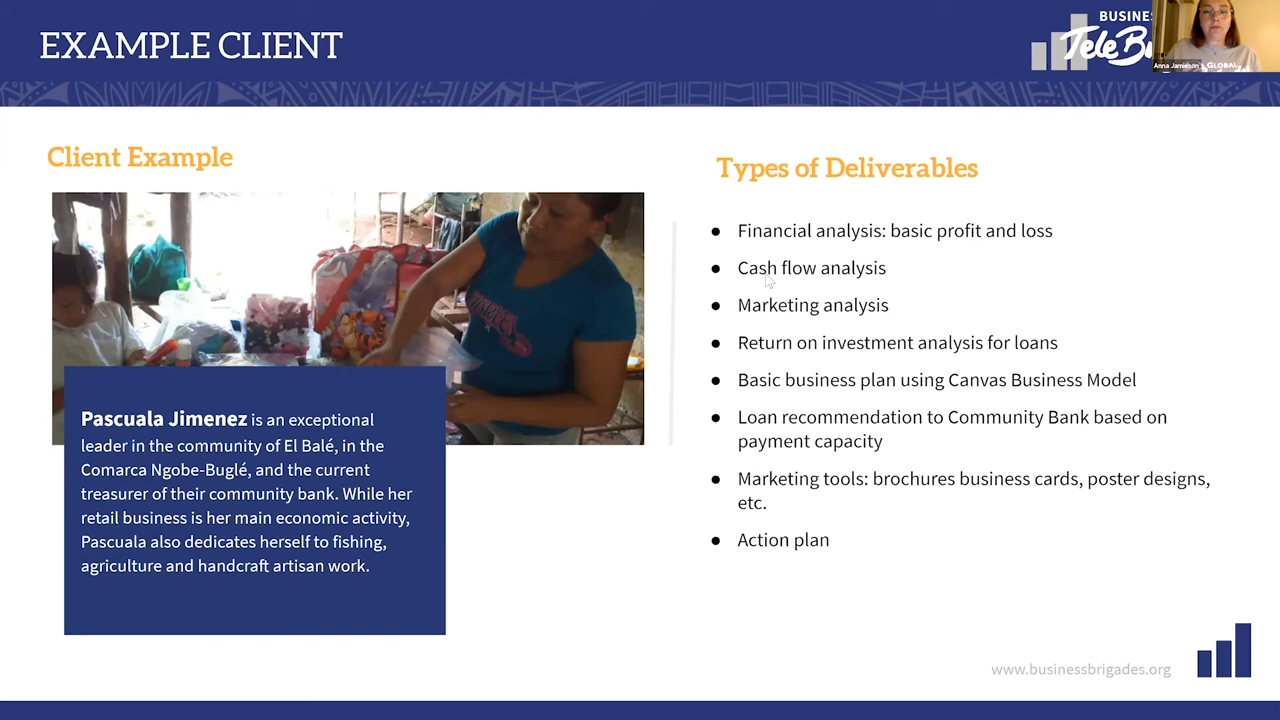 EXAMPLE CLIENT
BUSINE
TeleB
Anna Jamieson
GLOBAL
Client Example
Pascuala Jimenez is an exceptional
leader in the community of El Balé, in the
Comarca Ngobe-Buglé, and the current
treasurer of their community bank. While her
retail business is her main economic activity,
Pascuala also dedicates herself to fishing,
agriculture and handcraft artisan work.
Types of Deliverables
● Financial analysis: basic profit and loss
● Cash flow analysis
● Marketing analysis
● Return on investment analysis for loans
● Basic business plan using Canvas Business Model
● Loan recommendation to Community Bank based on
payment capacity
● Marketing tools: brochures business cards, poster designs,
etc.
● Action plan
www.businessbrigades.org